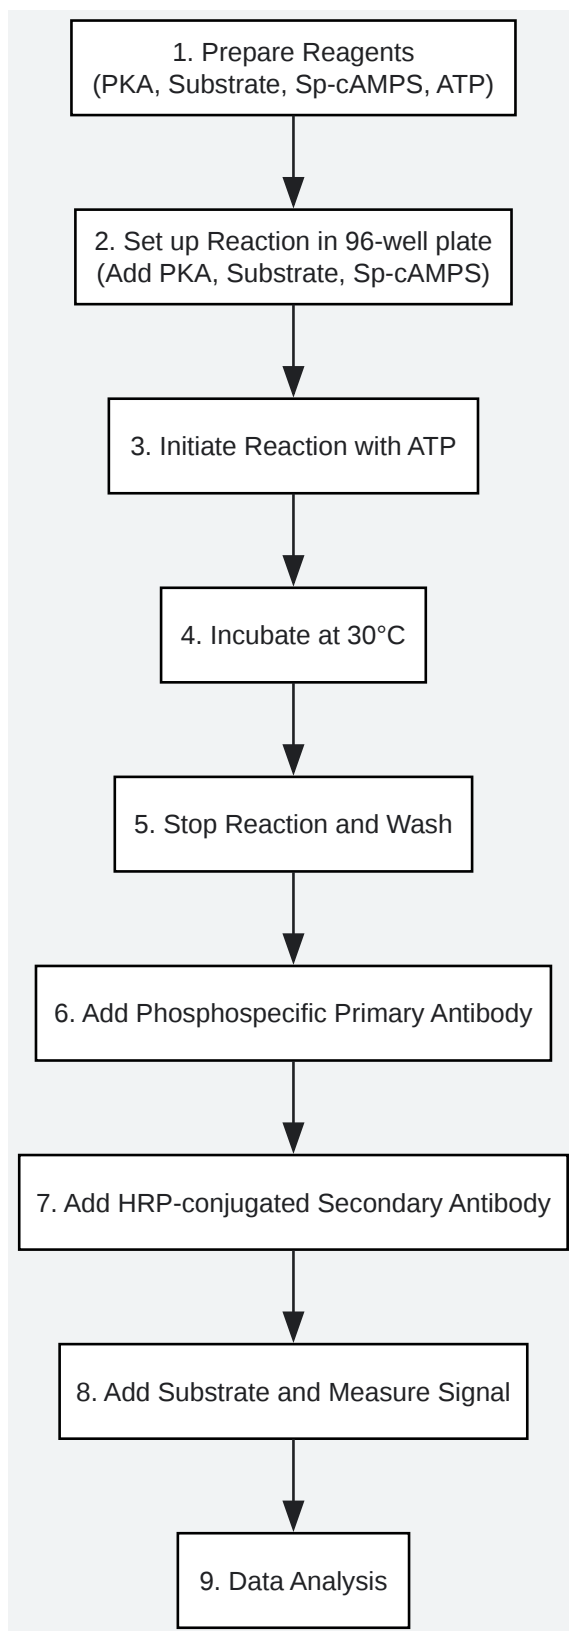 1. Prepare Reagents
(PKA, Substrate, Sp-cAMPS, ATP)
2. Set up Reaction in 96-well plate
(Add PKA, Substrate, Sp-cAMPS)
3. Initiate Reaction with ATP
4. Incubate at 30°C
5. Stop Reaction and Wash
6. Add Phosphospecific Primary Antibody
7. Add HRP-conjugated Secondary Antibody
8. Add Substrate and Measure Signal
9. Data Analysis